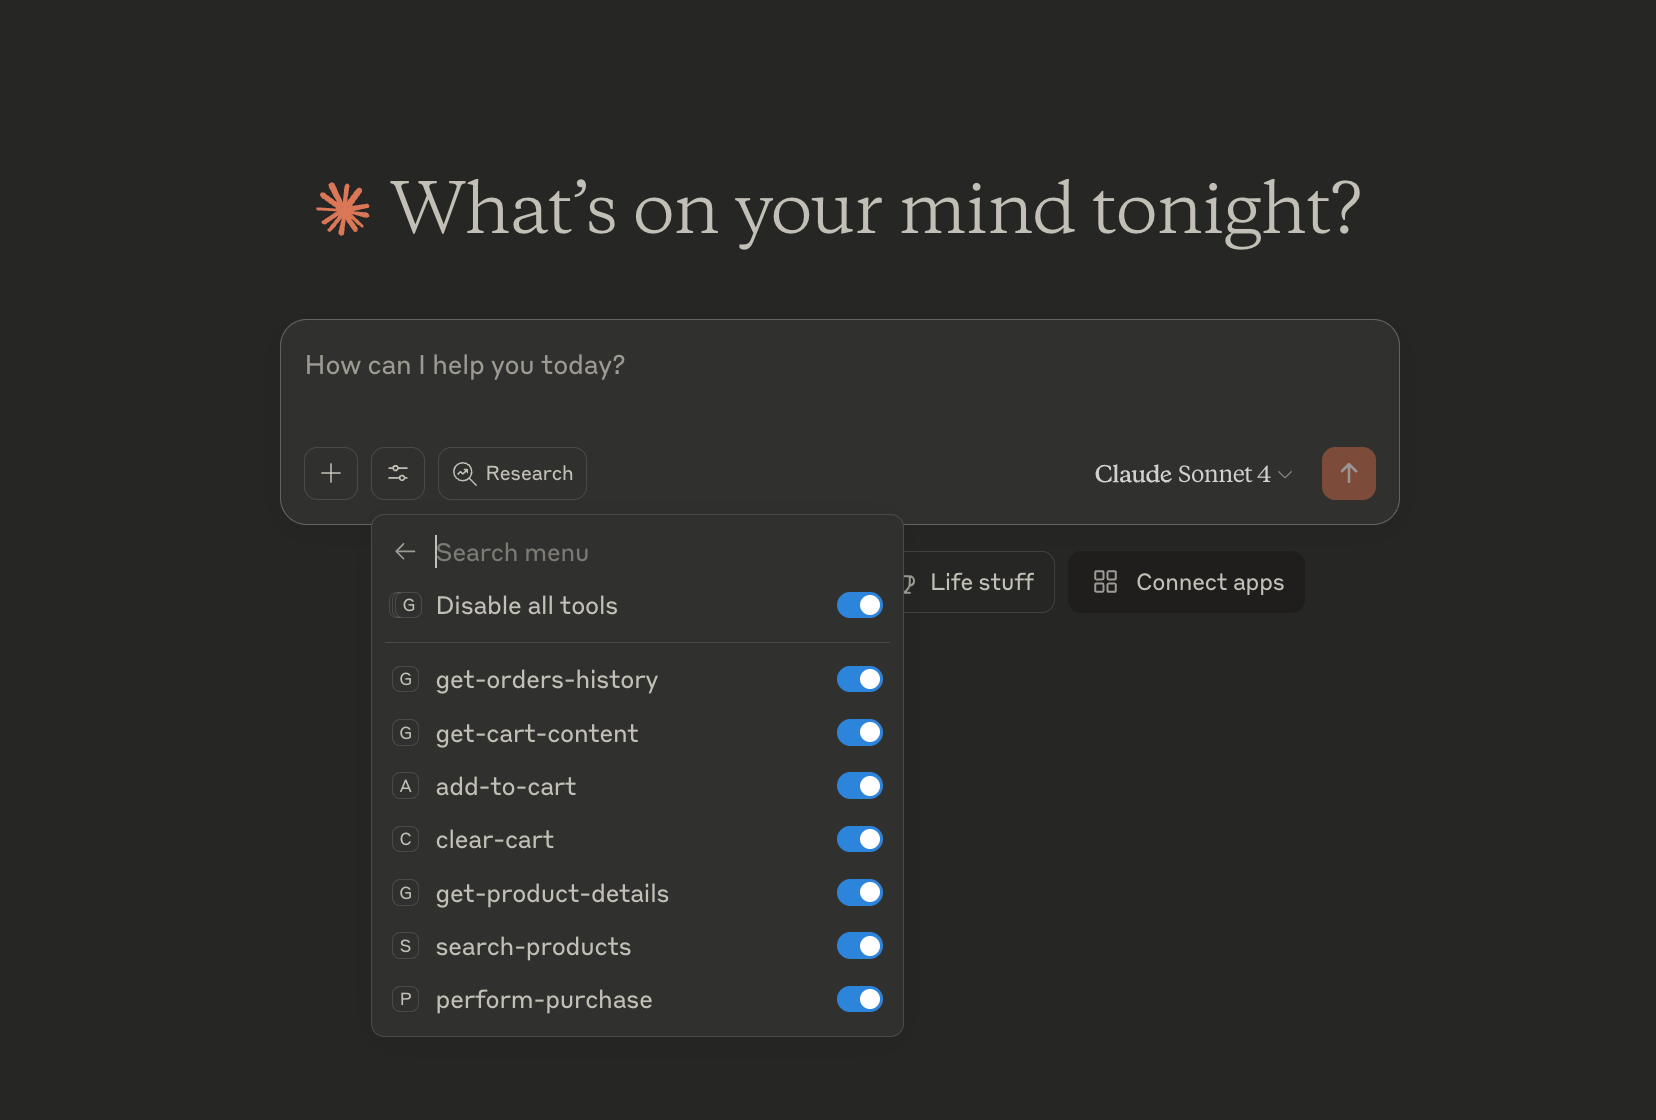 What’s on your mind tonight?
How can I help you today?
Research
Claude Sonnet 4
Search menu
Life stuff
Connect apps
G Disable all tools
G get-orders-history
G get-cart-content
A add-to-cart
C clear-cart
G get-product-details
S search-products
P perform-purchase